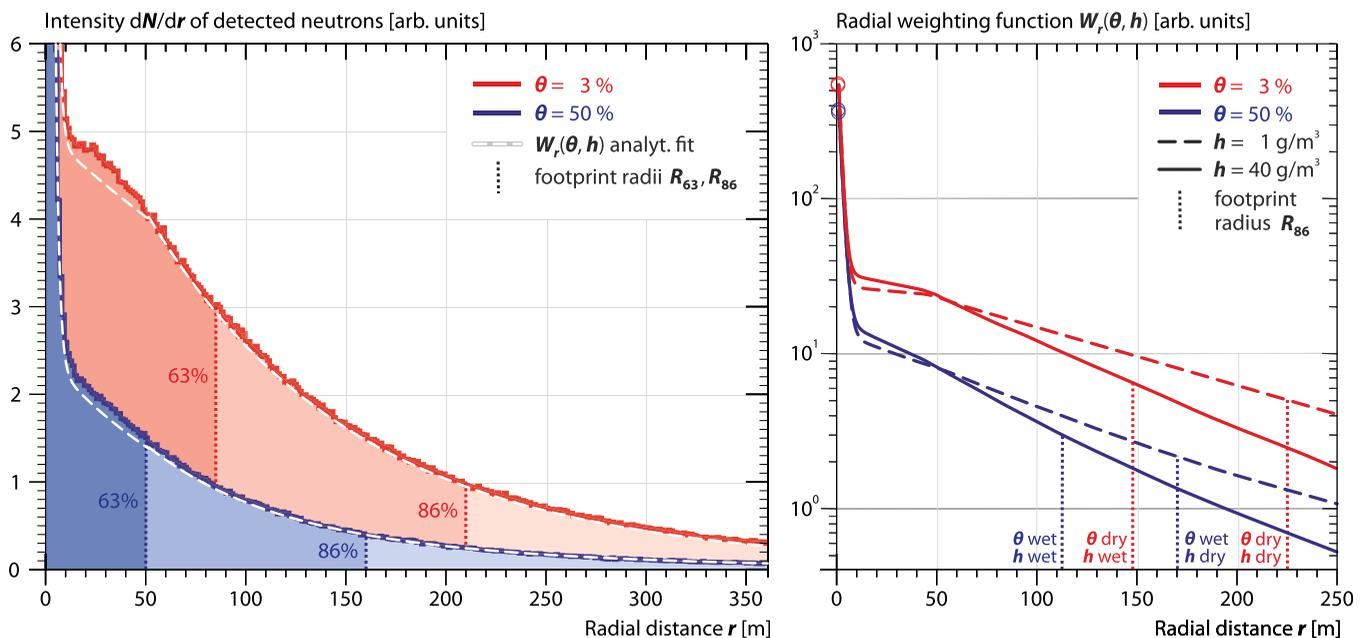 Intensity dN/dr of detected neutrons [arb. units]
6
5
4
3
2
1
0
θ = 3 %
θ = 50 %
Wr(θ, h) analyt. fit
footprint radii R63, R86
63%
63%
86%
86%
0 50 100 150 200 250 300 350
Radial distance r [m]
Radial weighting function Wr(θ, h) [arb. units]
10³
10²
10¹
10⁰
θ = 3 %
θ = 50 %
h = 1 g/m³
h = 40 g/m³
footprint
radius R86
θ wet θ dry θ wet θ dry
h wet h wet h dry h dry
0 50 100 150 200 250
Radial distance r [m]